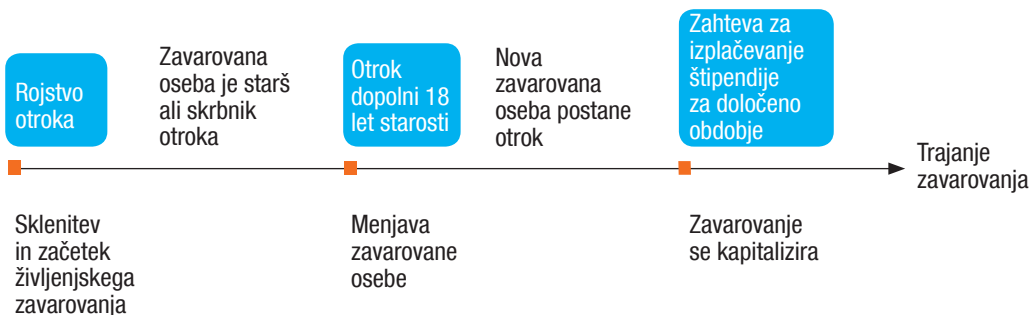 Rojstvo
otroka
Zavarovana
oseba je starš
ali skrbnik
otroka
Otrok
dopolni 18
let starosti
Nova
zavarovana
oseba postane
otrok
Zahteva za
izplačevanje
štipendije
za določeno
obdobje
Trajanje
zavarovanja
Sklenitev
in začetek
življenjskega
zavarovanja
Menjava
zavarovane
osebe
Zavarovanje
se kapitalizira